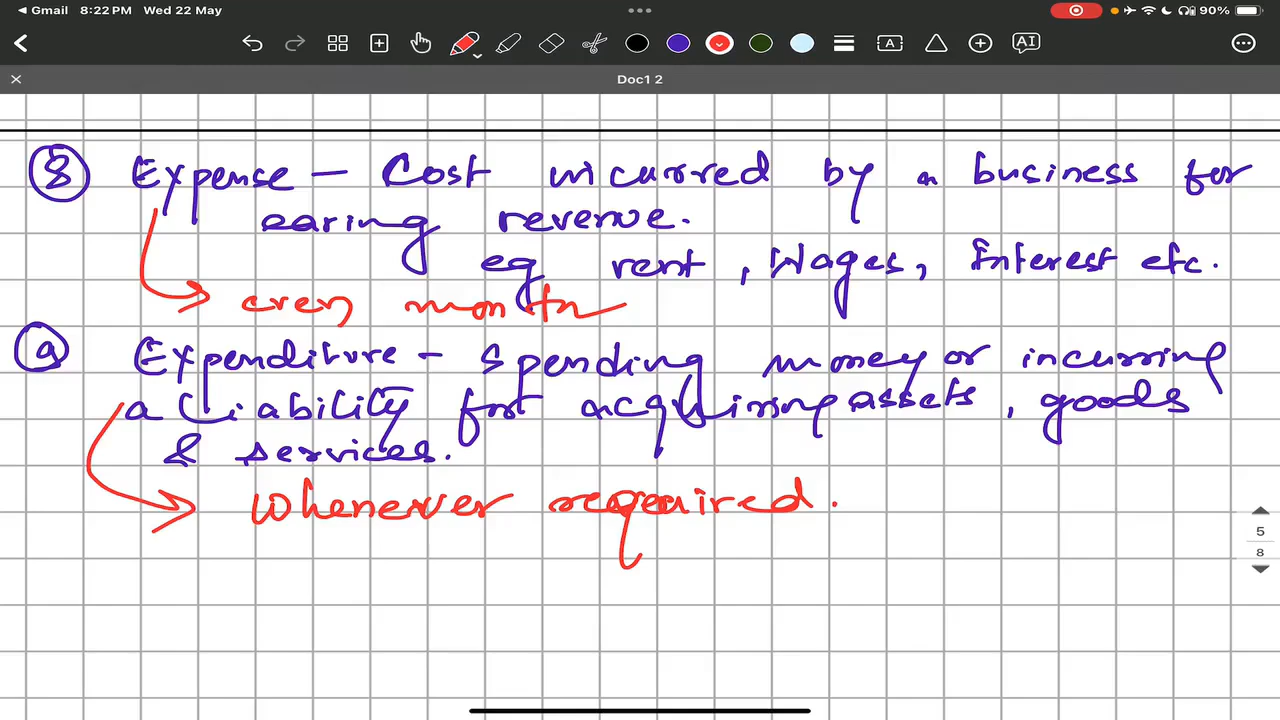 Gmail 8:22 PM Wed 22 May 90%
A AI
Doc1 2
8 Expense - Cost incurred by a business for
earing revenue.
eg rent, Wages, Interest etc.
every month
9 Expenditure - Spending money or incurring
a Liability for acquiring assets, goods
& services.
Whenever required.
5
8